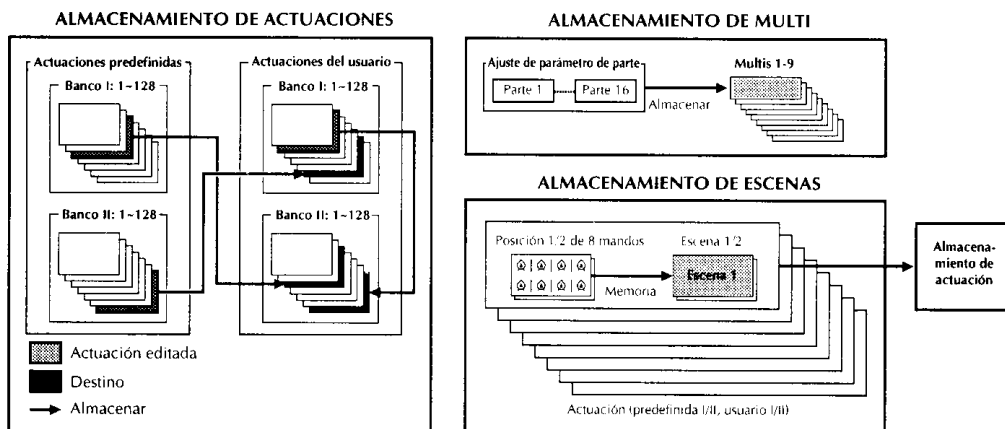 ALMACENAMIENTO DE ACTUACIONES
Actuaciones predefinidas
Banco I: 1~128
Banco II: 1~128
Actuaciones del usuario
Banco I: 1~128
Banco II: 1~128
Actuación editada
Destino
Almacenar
ALMACENAMIENTO DE MULTI
Ajuste de parámetro de parte
Parte 1
Parte 16
Almacenar
Multis 1-9
ALMACENAMIENTO DE ESCENAS
Posición 1/2 de 8 mandos
Memoria
Escena 1/2
Escena 1
Actuación (predefinida I/II, usuario I/II)
Almacena-
miento de
actuación